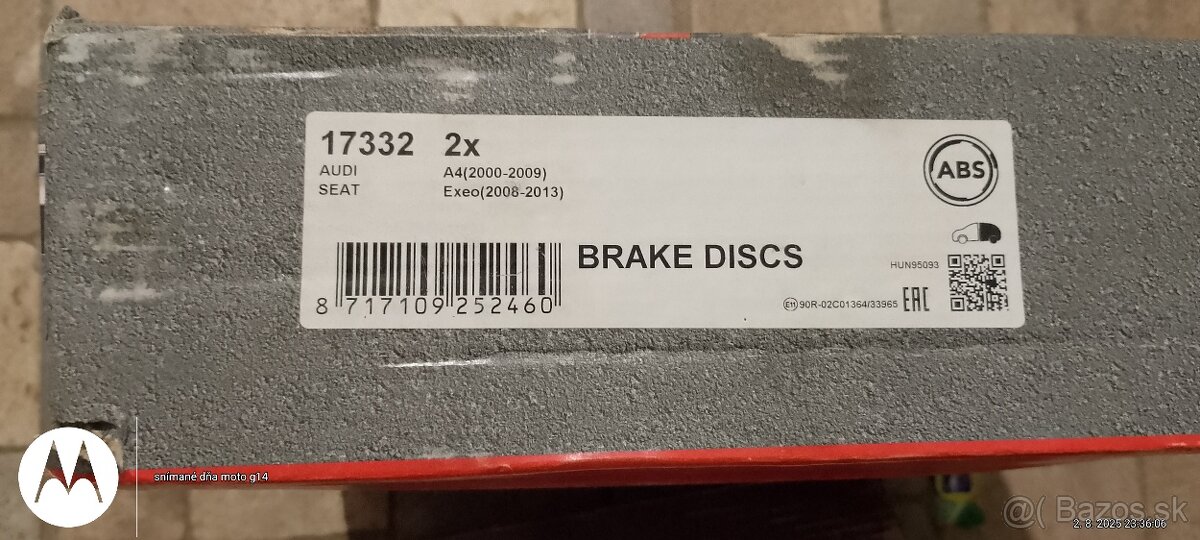 17332 2x
AUDI A4(2000-2009)
SEAT Exeo(2008-2013)
ABS
BRAKE DISCS
HUN95093
8 717109 252460
E11 90R-02C01364/33965 EAC
snímané dňa moto g14
@( Bazos.sk
2. 8. 2025 23:36:06